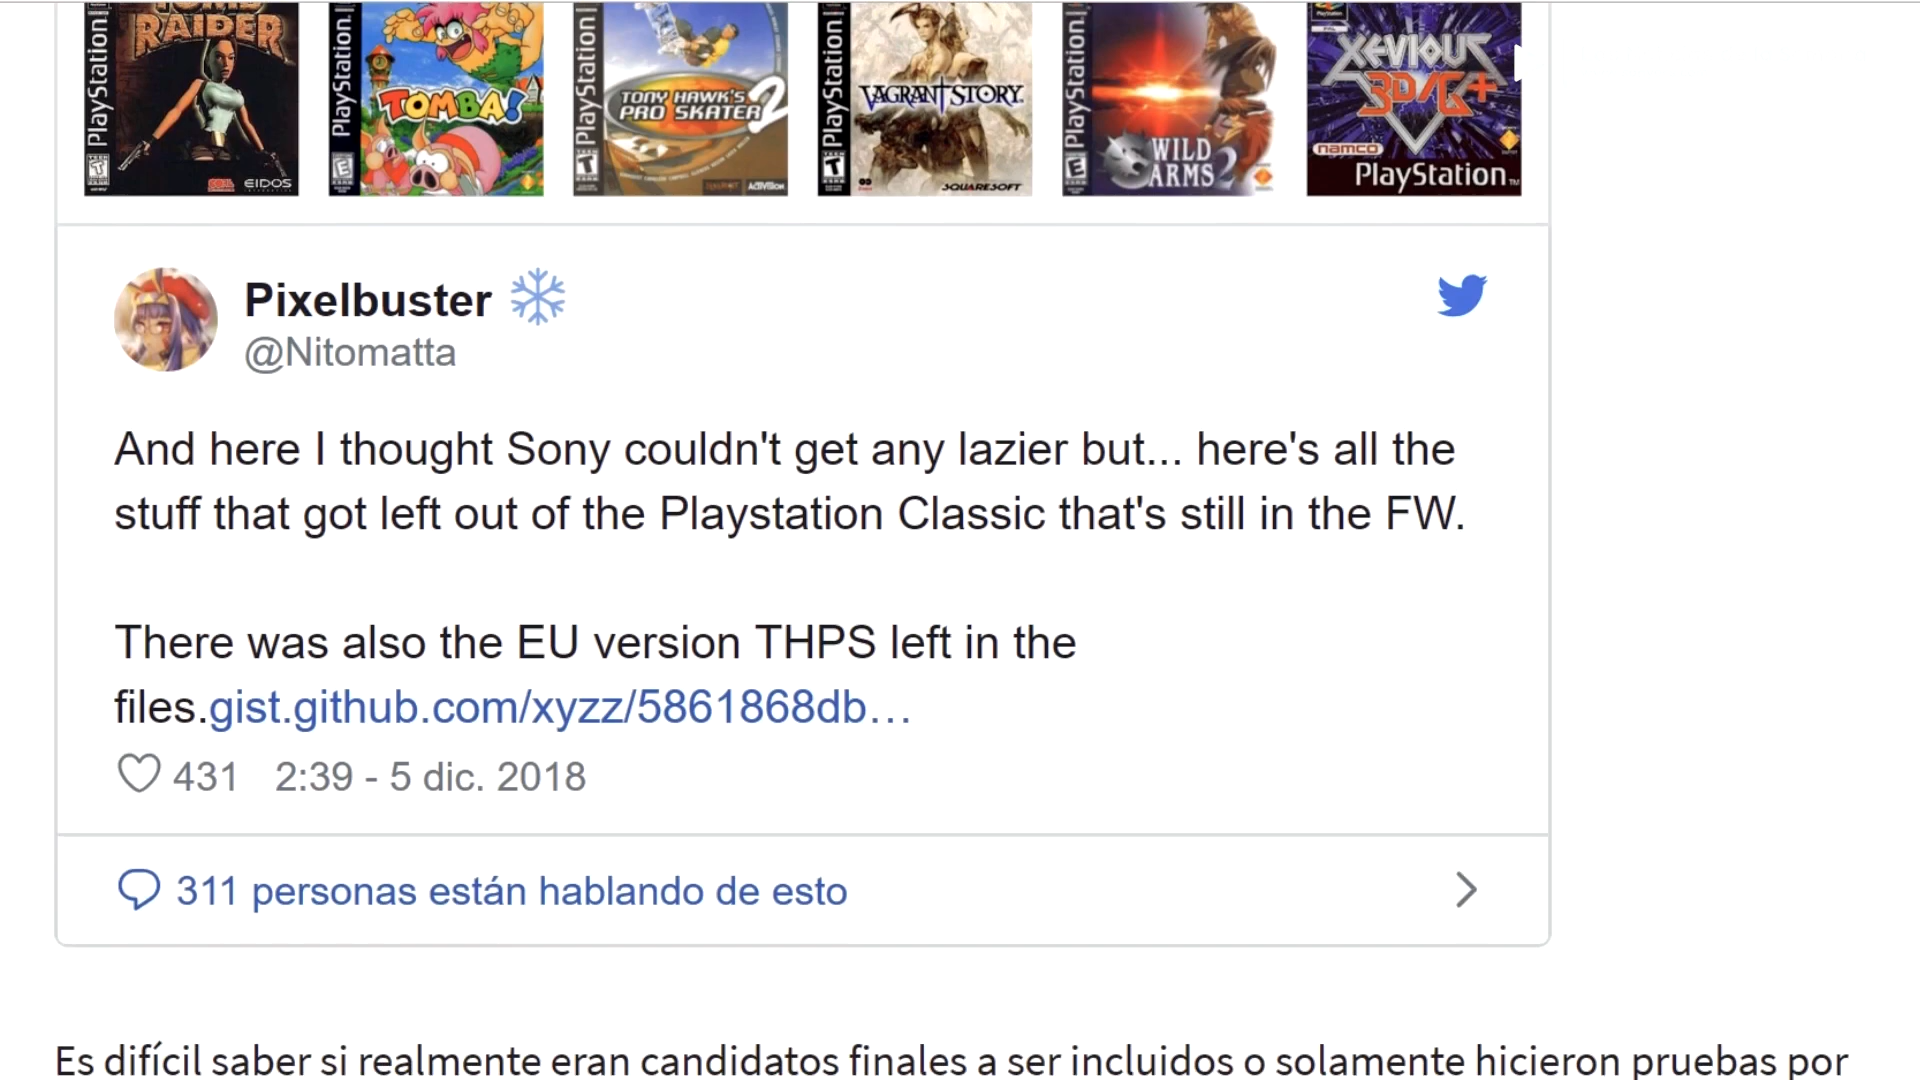 TOMB
RAIDER
PlayStation
EIDOS
PlayStation
TOMBA!
PlayStation
TONY HAWK'S
PRO SKATER 2
ACTIVISION
PlayStation
VAGRANT STORY
SQUARESOFT
PlayStation
WILD
ARMS 2
XEVIOUS
3D/G+
namco
PlayStation
Pixelbuster
@Nitomatta
And here I thought Sony couldn't get any lazier but... here's all the
stuff that got left out of the Playstation Classic that's still in the FW.
There was also the EU version THPS left in the
files.gist.github.com/xyzz/5861868db…
431 2:39 - 5 dic. 2018
311 personas están hablando de esto
Es difícil saber si realmente eran candidatos finales a ser incluidos o solamente hicieron pruebas por